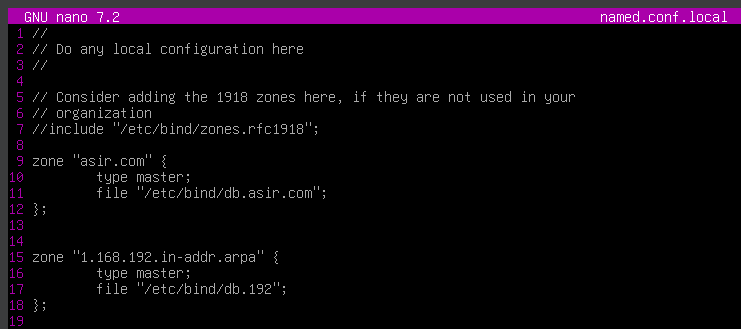 GNU nano 7.2 named.conf.local
1 //
2 // Do any local configuration here
3 //
4
5 // Consider adding the 1918 zones here, if they are not used in your
6 // organization
7 //include "/etc/bind/zones.rfc1918";
8
9 zone "asir.com" {
10 type master;
11 file "/etc/bind/db.asir.com";
12 };
13
14
15 zone "1.168.192.in-addr.arpa" {
16 type master;
17 file "/etc/bind/db.192";
18 };
19